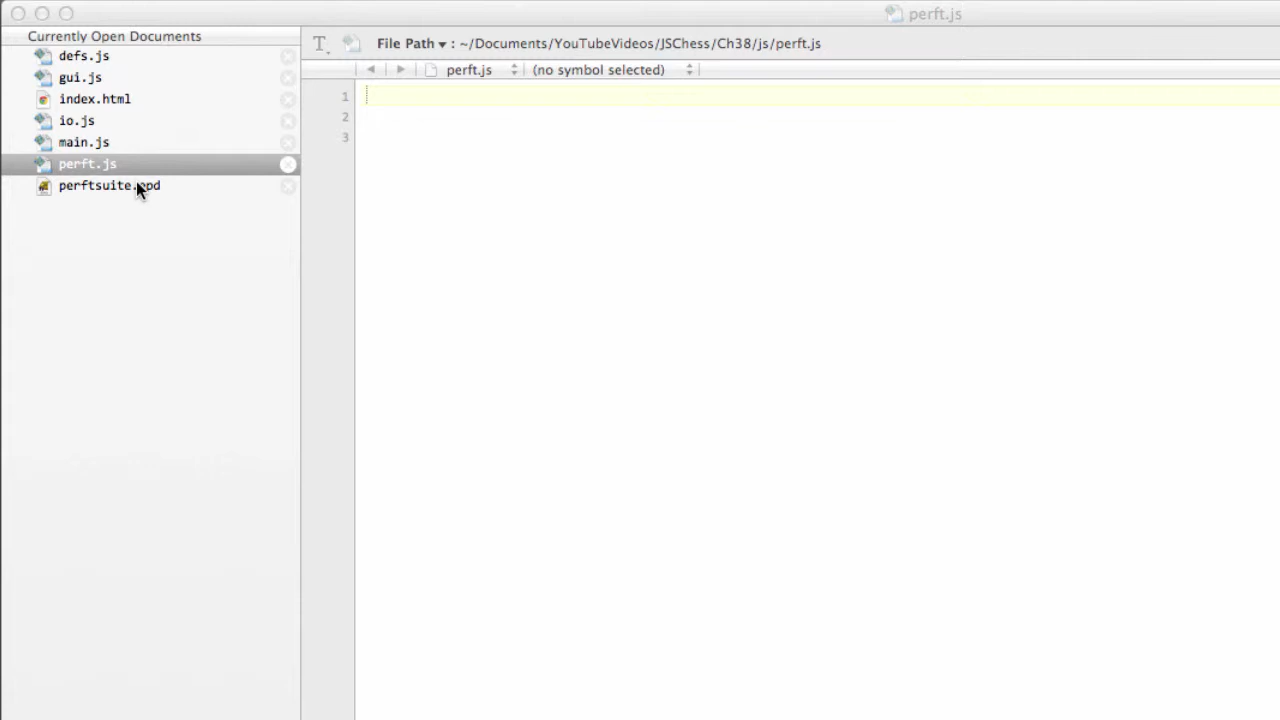 perft.js
Currently Open Documents
File Path : ~/Documents/YouTubeVideos/JSChess/Ch38/js/perft.js
defs.js
gui.js
index.html
io.js
main.js
perft.js
perft.js (no symbol selected)
1
2
3